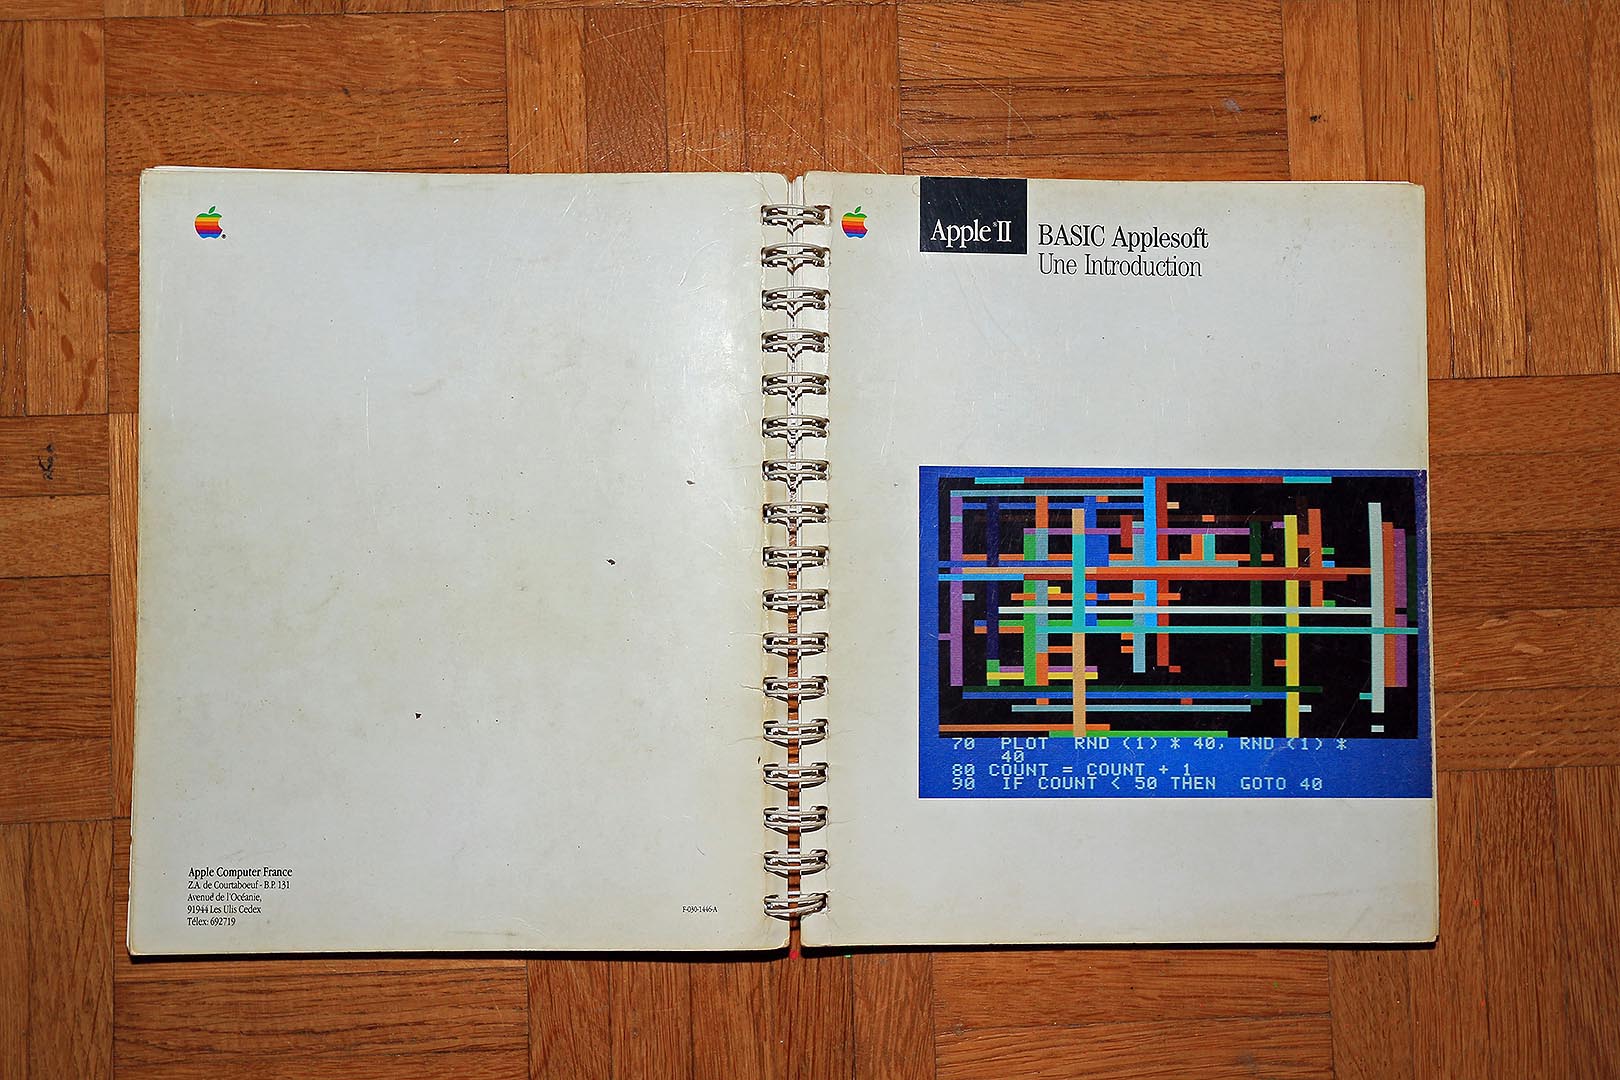 Apple Computer France
Z.A. de Courtaboeuf - B.P. 131
Avenue de l'Océanie,
91944 Les Ulis Cedex
Télex: 692719
F-030-1446-A
Apple II
BASIC Applesoft
Une Introduction
70 PLOT RND (1) * 40, RND (1) *
40
80 COUNT = COUNT + 1
90 IF COUNT < 50 THEN GOTO 40